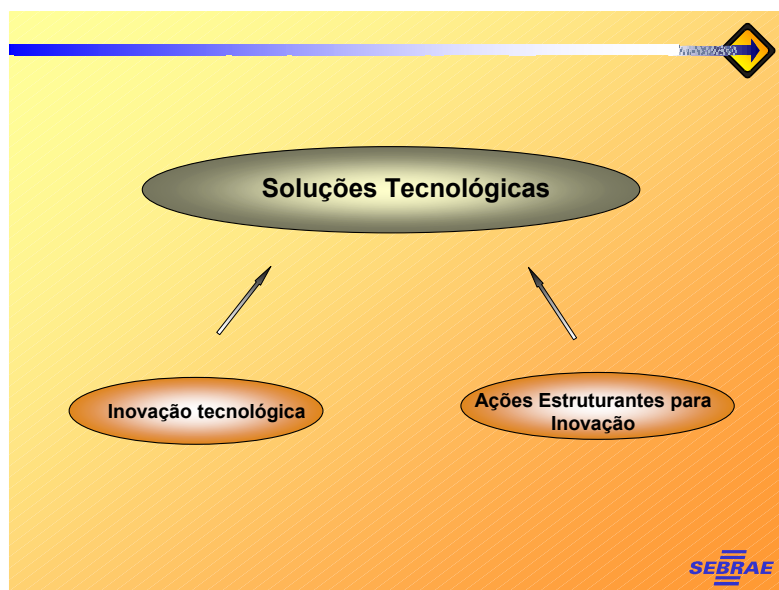 Soluções Tecnológicas
Inovação tecnológica
Ações Estruturantes para
Inovação
SEBRAE